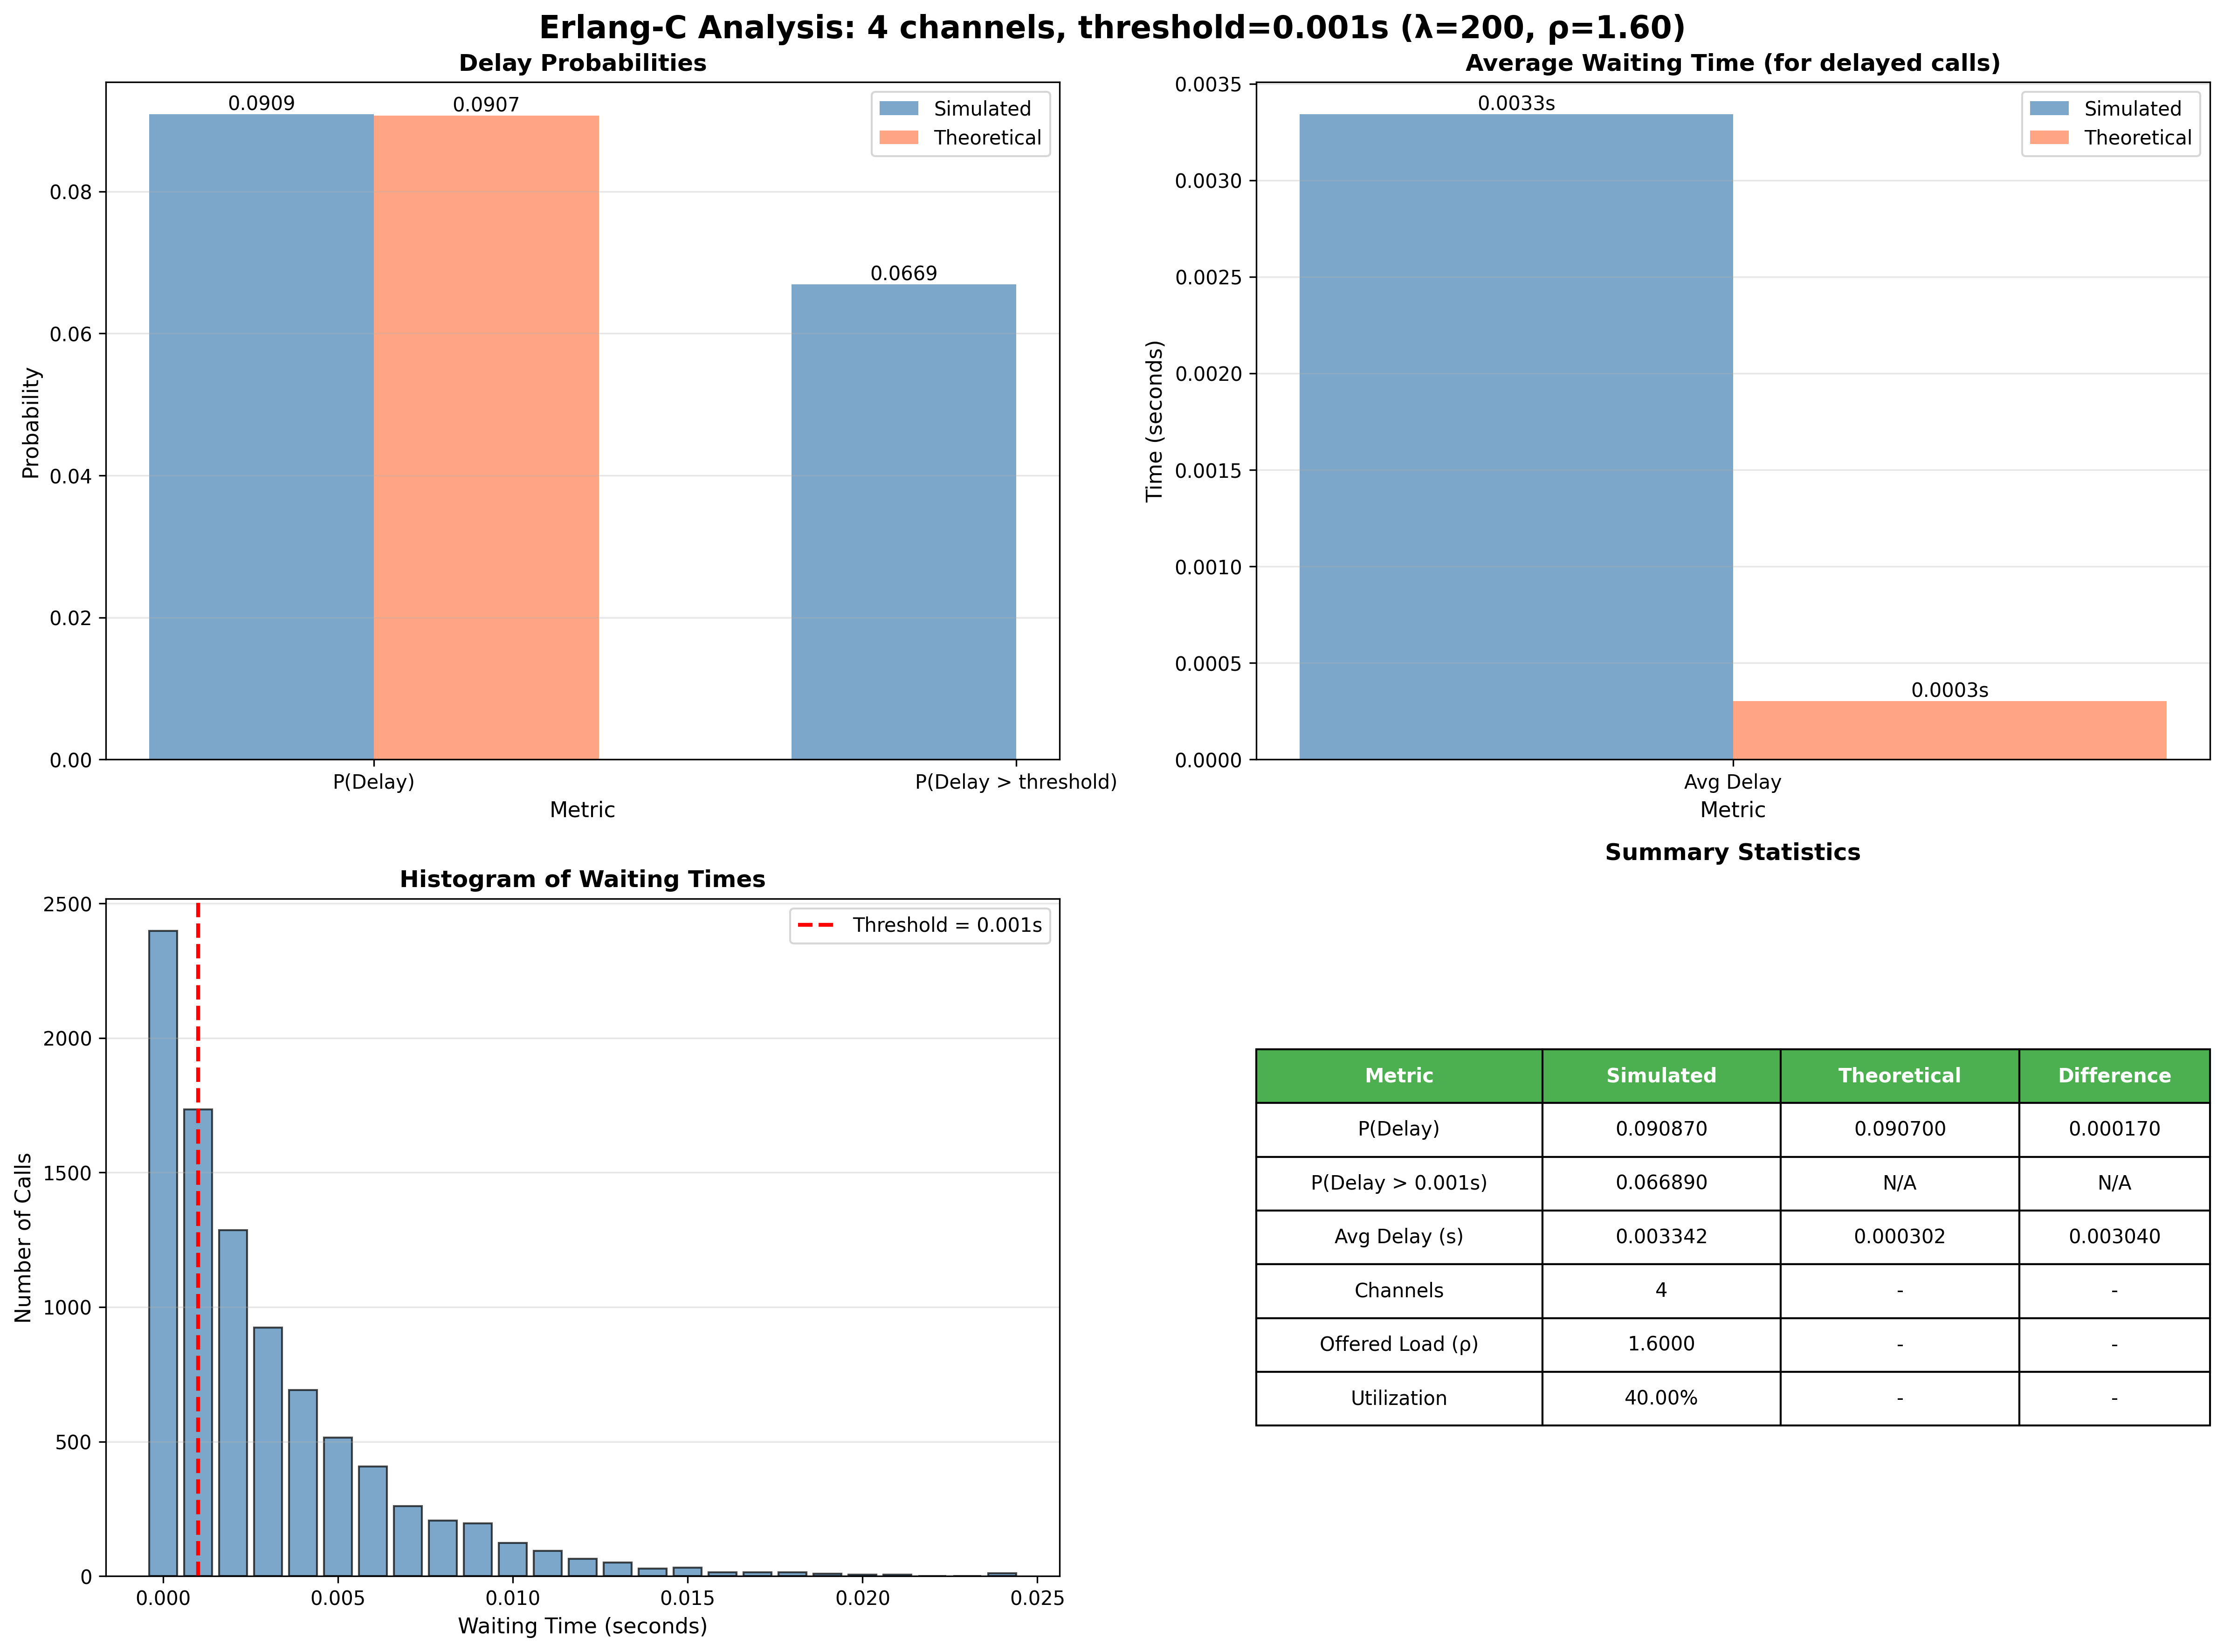 Erlang-C Analysis: 4 channels, threshold=0.001s (λ=200, ρ=1.60)
Delay Probabilities
0.0909
0.0907
0.0669
Simulated
Theoretical
0.08
0.06
0.04
0.02
0.00
Probability
P(Delay)
P(Delay > threshold)
Metric
Average Waiting Time (for delayed calls)
0.0033s
0.0003s
Simulated
Theoretical
0.0035
0.0030
0.0025
0.0020
0.0015
0.0010
0.0005
0.0000
Time (seconds)
Avg Delay
Metric
Histogram of Waiting Times
Threshold = 0.001s
2500
2000
1500
1000
500
0
Number of Calls
0.000 0.005 0.010 0.015 0.020 0.025
Waiting Time (seconds)
Summary Statistics
Metric Simulated Theoretical Difference
P(Delay) 0.090870 0.090700 0.000170
P(Delay > 0.001s) 0.066890 N/A N/A
Avg Delay (s) 0.003342 0.000302 0.003040
Channels 4 - -
Offered Load (ρ) 1.6000 - -
Utilization 40.00% - -